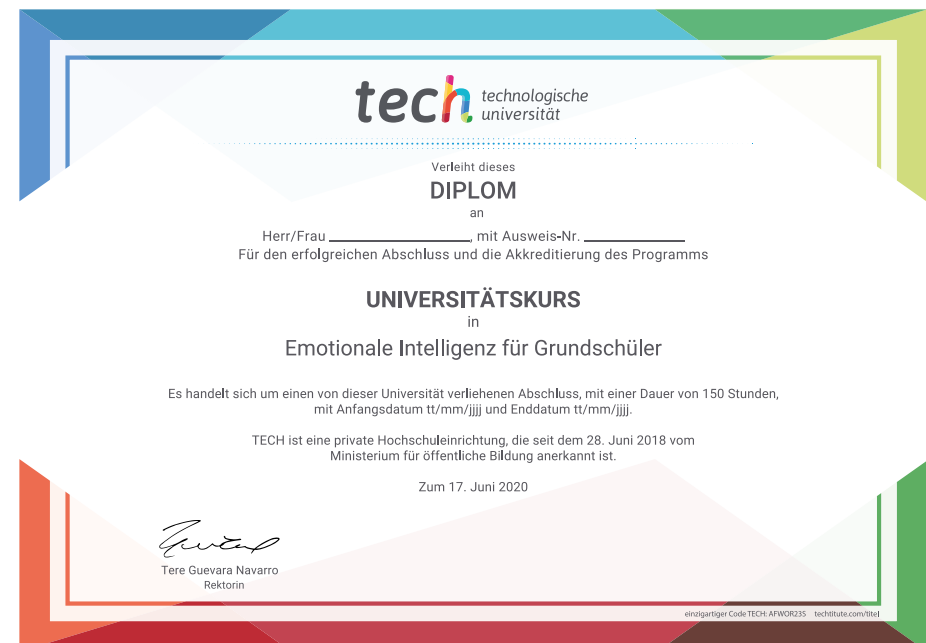 tech technologische
universität
Verleiht dieses
DIPLOM
an
Herr/Frau ____________________, mit Ausweis-Nr. ______________
Für den erfolgreichen Abschluss und die Akkreditierung des Programms
UNIVERSITÄTSKURS
in
Emotionale Intelligenz für Grundschüler
Es handelt sich um einen von dieser Universität verliehenen Abschluss, mit einer Dauer von 150 Stunden,
mit Anfangsdatum tt/mm/jjjj und Enddatum tt/mm/jjjj.
TECH ist eine private Hochschuleinrichtung, die seit dem 28. Juni 2018 vom
Ministerium für öffentliche Bildung anerkannt ist.
Zum 17. Juni 2020
Tere Guevara Navarro
Rektorin
einzigartiger Code TECH: AFWOR235 techtitute.com/titel